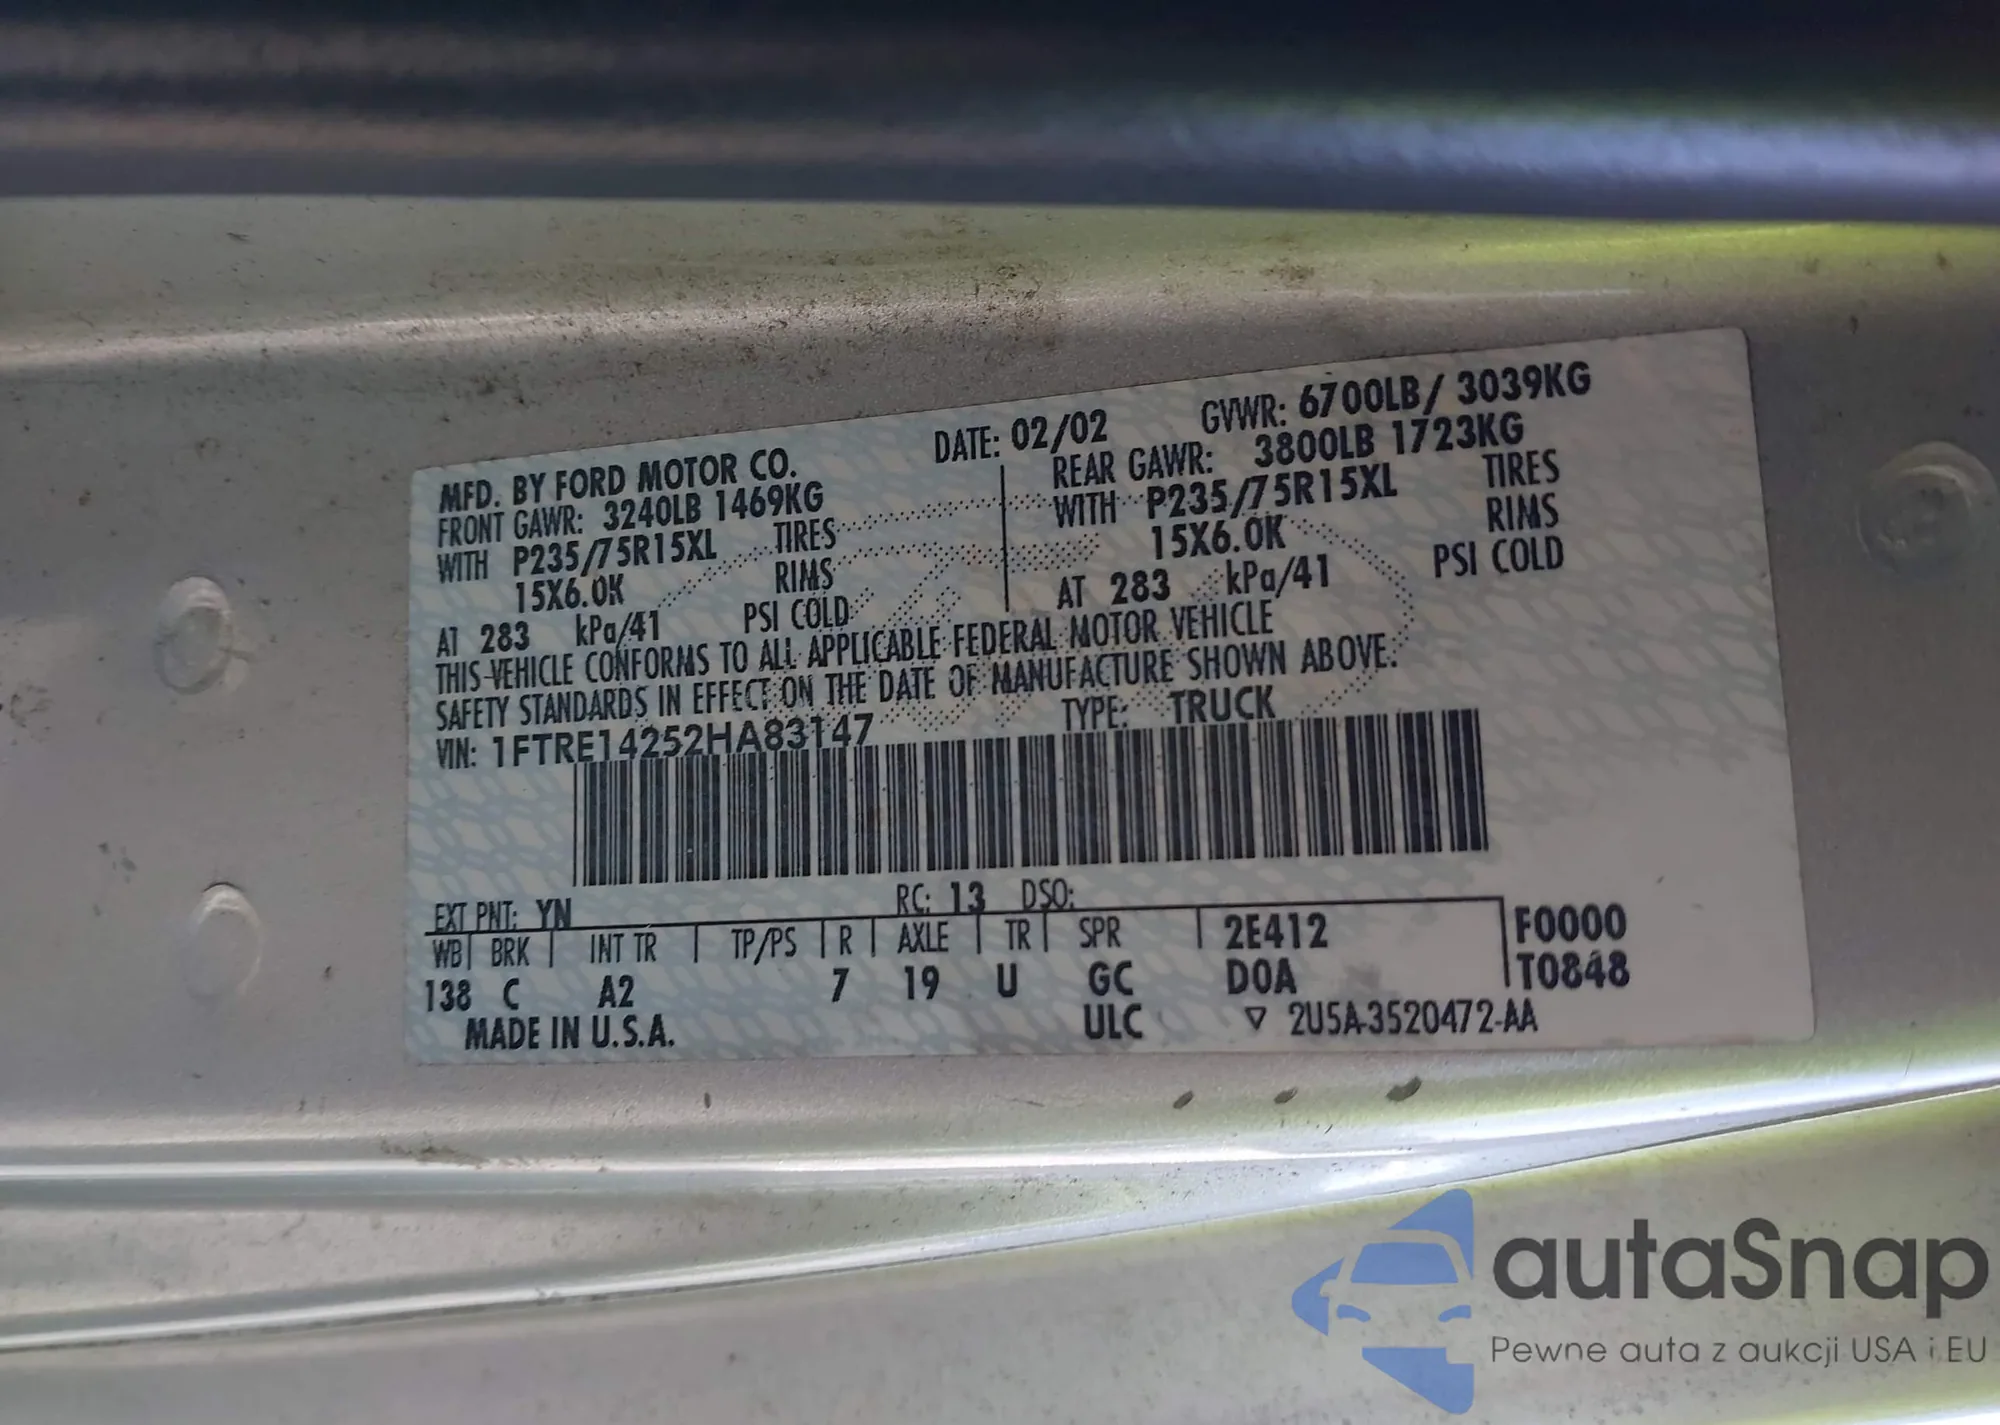 MFD. BY FORD MOTOR CO. DATE: 02/02 GVWR: 6700LB/ 3039KG
FRONT GAWR: 3240LB 1469KG REAR GAWR: 3800LB 1723KG
WITH P235/75R15XL TIRES WITH P235/75R15XL TIRES
15X6.0K RIMS 15X6.0K RIMS
AT 283 kPa/41 PSI COLD AT 283 kPa/41 PSI COLD
THIS VEHICLE CONFORMS TO ALL APPLICABLE FEDERAL MOTOR VEHICLE
SAFETY STANDARDS IN EFFECT ON THE DATE OF MANUFACTURE SHOWN ABOVE.
VIN: 1FTRE14252HA83147 TYPE: TRUCK
EXT PNT: YN RC: 13 DSO:
WB BRK INT TR TP/PS R AXLE TR SPR 2E412 F0000
138 C A2 7 19 U GC DOA T0848
MADE IN U.S.A. ULC ▽ 2U5A-3520472-AA
autaSnap
Pewne auta z aukcji USA i EU